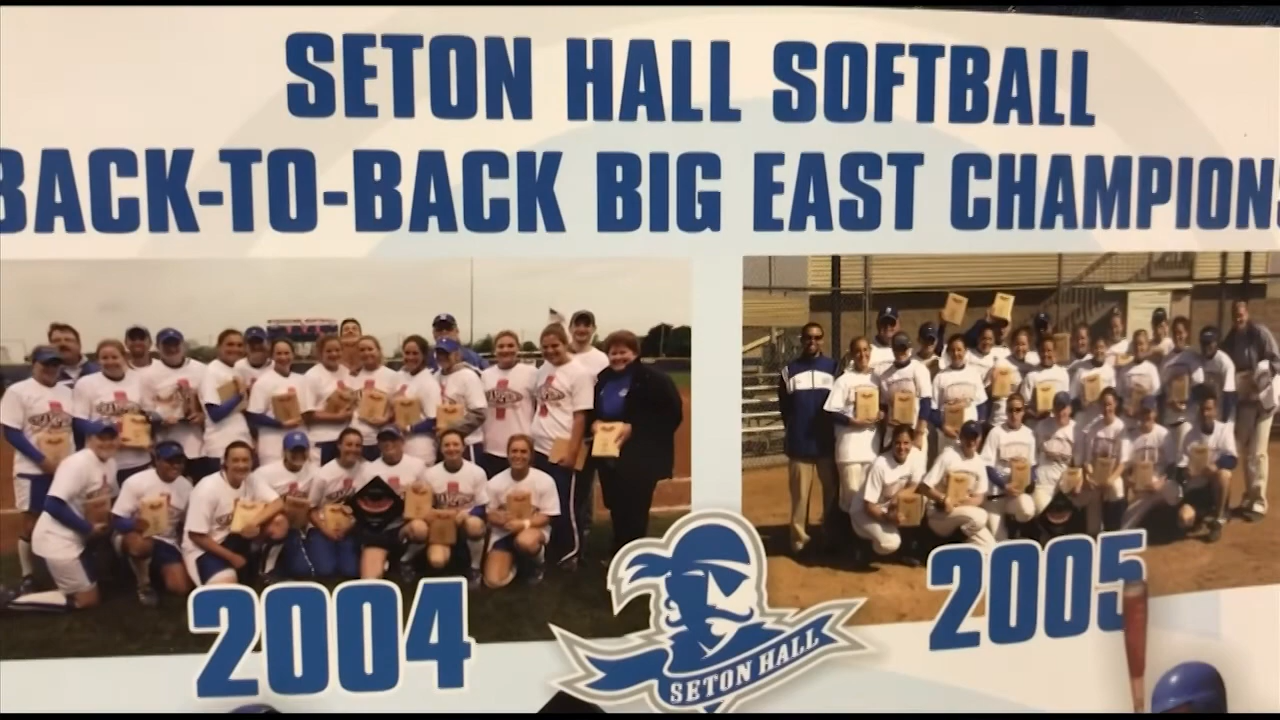 SETON HALL SOFTBALL
BACK-TO-BACK BIG EAST CHAMPIONS
2004
2005
SETON HALL